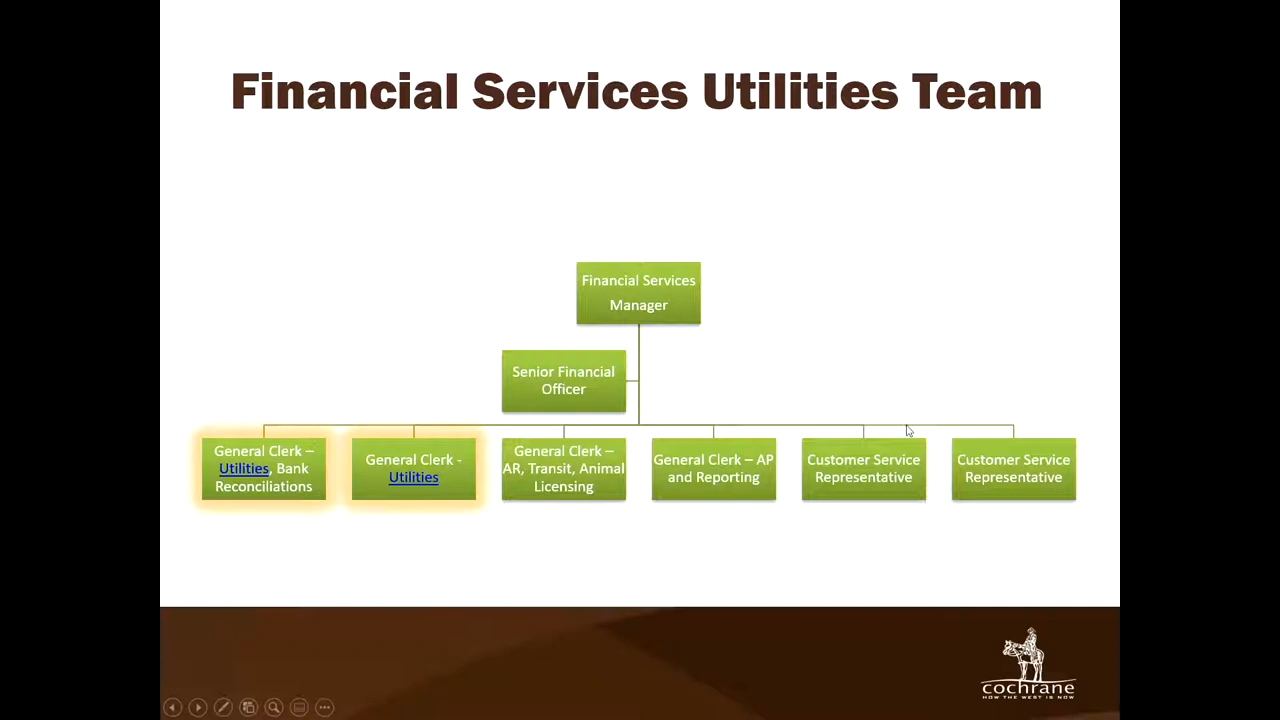 Financial Services Utilities Team
Financial Services
Manager
Senior Financial
Officer
General Clerk –
Utilities, Bank
Reconciliations
General Clerk -
Utilities
General Clerk –
AR, Transit, Animal
Licensing
General Clerk – AP
and Reporting
Customer Service
Representative
Customer Service
Representative
cochrane
HOW THE WEST IS NOW